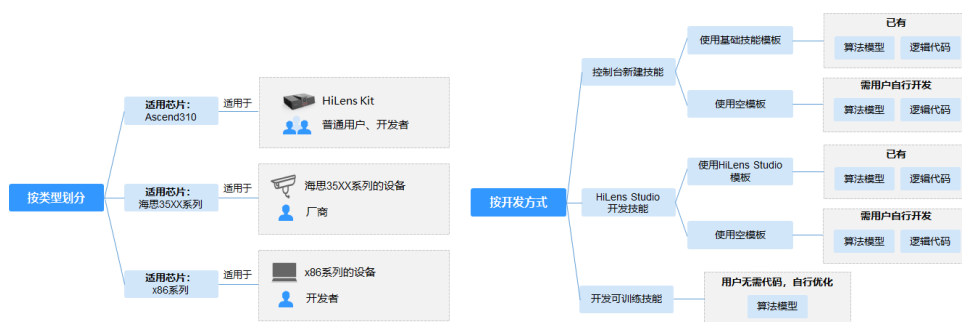 按类型划分
适用芯片：
Ascend310
适用于
HiLens Kit
普通用户、开发者
适用芯片：
海思35XX系列
适用于
海思35XX系列的设备
厂商
适用芯片：
x86系列
适用于
x86系列的设备
开发者
按开发方式
控制台新建技能
使用基础技能模板
已有
算法模型
逻辑代码
使用空模板
需用户自行开发
算法模型
逻辑代码
HiLens Studio
开发技能
使用HiLens Studio
模板
已有
算法模型
逻辑代码
使用空模板
需用户自行开发
算法模型
逻辑代码
开发可训练技能
用户无需代码，自行优化
算法模型